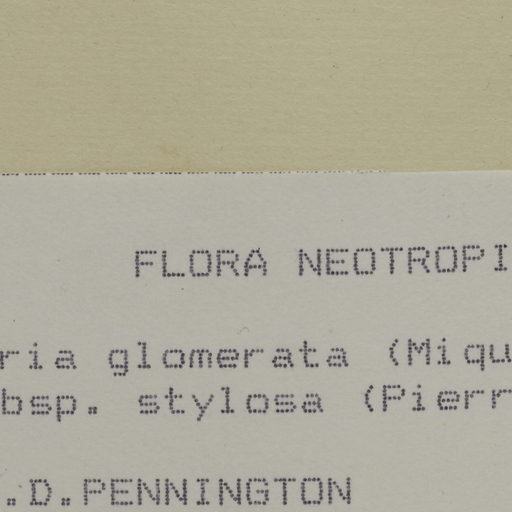 FLORA NEOTROPI
ria glomerata (Miqu
bsp. stylosa (Pierr
.D.PENNINGTON